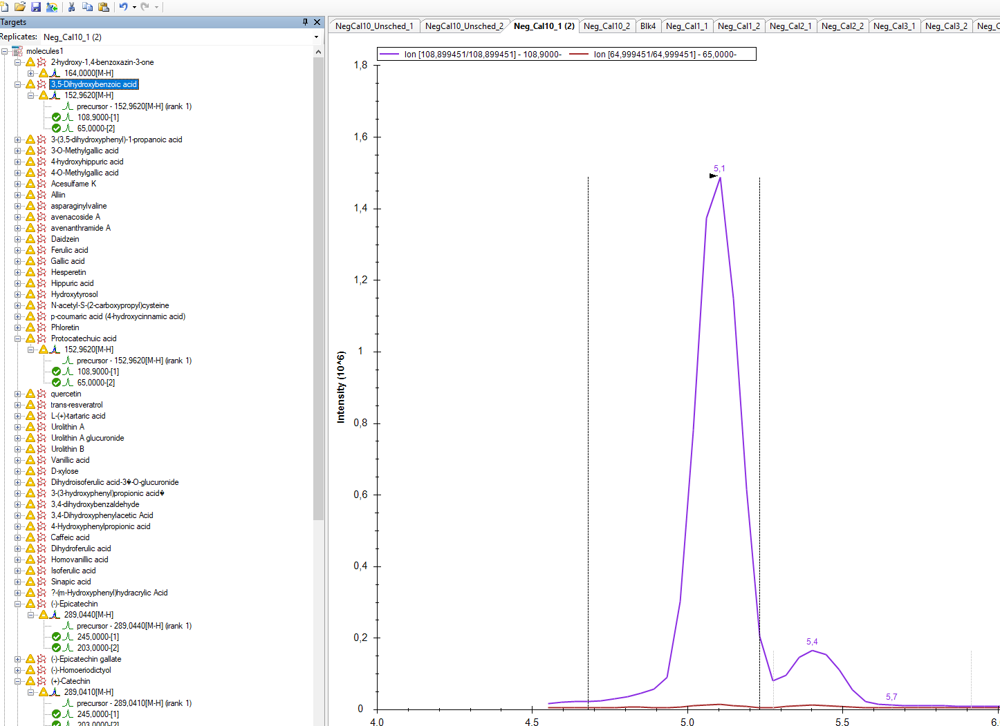 Targets
Replicates: Neg_Cal10_1 (2)
molecules1
2-hydroxy-1,4-benzoxazin-3-one
164,0000[M-H]
3,5-Dihydroxybenzoic acid
152,9620[M-H]
precursor - 152,9620[M-H] (irank 1)
108,9000-[1]
65,0000-[2]
3-(3,5-dihydroxyphenyl)-1-propanoic acid
3-O-Methylgallic acid
4-hydroxyhippuric acid
4-O-Methylgallic acid
Acesulfame K
Alliin
asparaginylvaline
avenacoside A
avenanthramide A
Daidzein
Ferulic acid
Gallic acid
Hesperetin
Hippuric acid
Hydroxytyrosol
N-acetyl-S-(2-carboxypropyl)cysteine
p-coumaric acid (4-hydroxycinnamic acid)
Phloretin
Protocatechuic acid
152,9620[M-H]
precursor - 152,9620[M-H] (irank 1)
108,9000-[1]
65,0000-[2]
quercetin
trans-resveratrol
L-(+)-tartaric acid
Urolithin A
Urolithin A glucuronide
Urolithin B
Vanillic acid
D-xylose
Dihydroisoferulic acid-3�-O-glucuronide
3-(3-hydroxyphenyl)propionic acid�
3,4-dihydroxybenzaldehyde
3,4-Dihydroxyphenylacetic Acid
4-Hydroxyphenylpropionic acid
Caffeic acid
Dihydroferulic acid
Homovanillic acid
Isoferulic acid
Sinapic acid
?-(m-Hydroxyphenyl)hydracrylic Acid
(-)-Epicatechin
289,0440[M-H]
precursor - 289,0440[M-H] (irank 1)
245,0000-[1]
203,0000-[2]
(-)-Epicatechin gallate
(-)-Homoeriodictyol
(+)-Catechin
289,0410[M-H]
precursor - 289,0410[M-H] (irank 1)
245,0000-[1]
203,0000-[2]
NegCal10_Unsched_1 NegCal10_Unsched_2 Neg_Cal10_1 (2) Neg_Cal10_2 Blk4 Neg_Cal1_1 Neg_Cal1_2 Neg_Cal2_1 Neg_Cal2_2 Neg_Cal3_1 Neg_Cal3_2 Neg_C
Ion [108,899451/108,899451] - 108,9000- Ion [64,999451/64,999451] - 65,0000-
1,8
1,6
1,4
1,2
1
0,8
0,6
0,4
0,2
0
Intensity (10^6)
5,1
5,4
5,7
4.0 4.5 5.0 5.5 6.